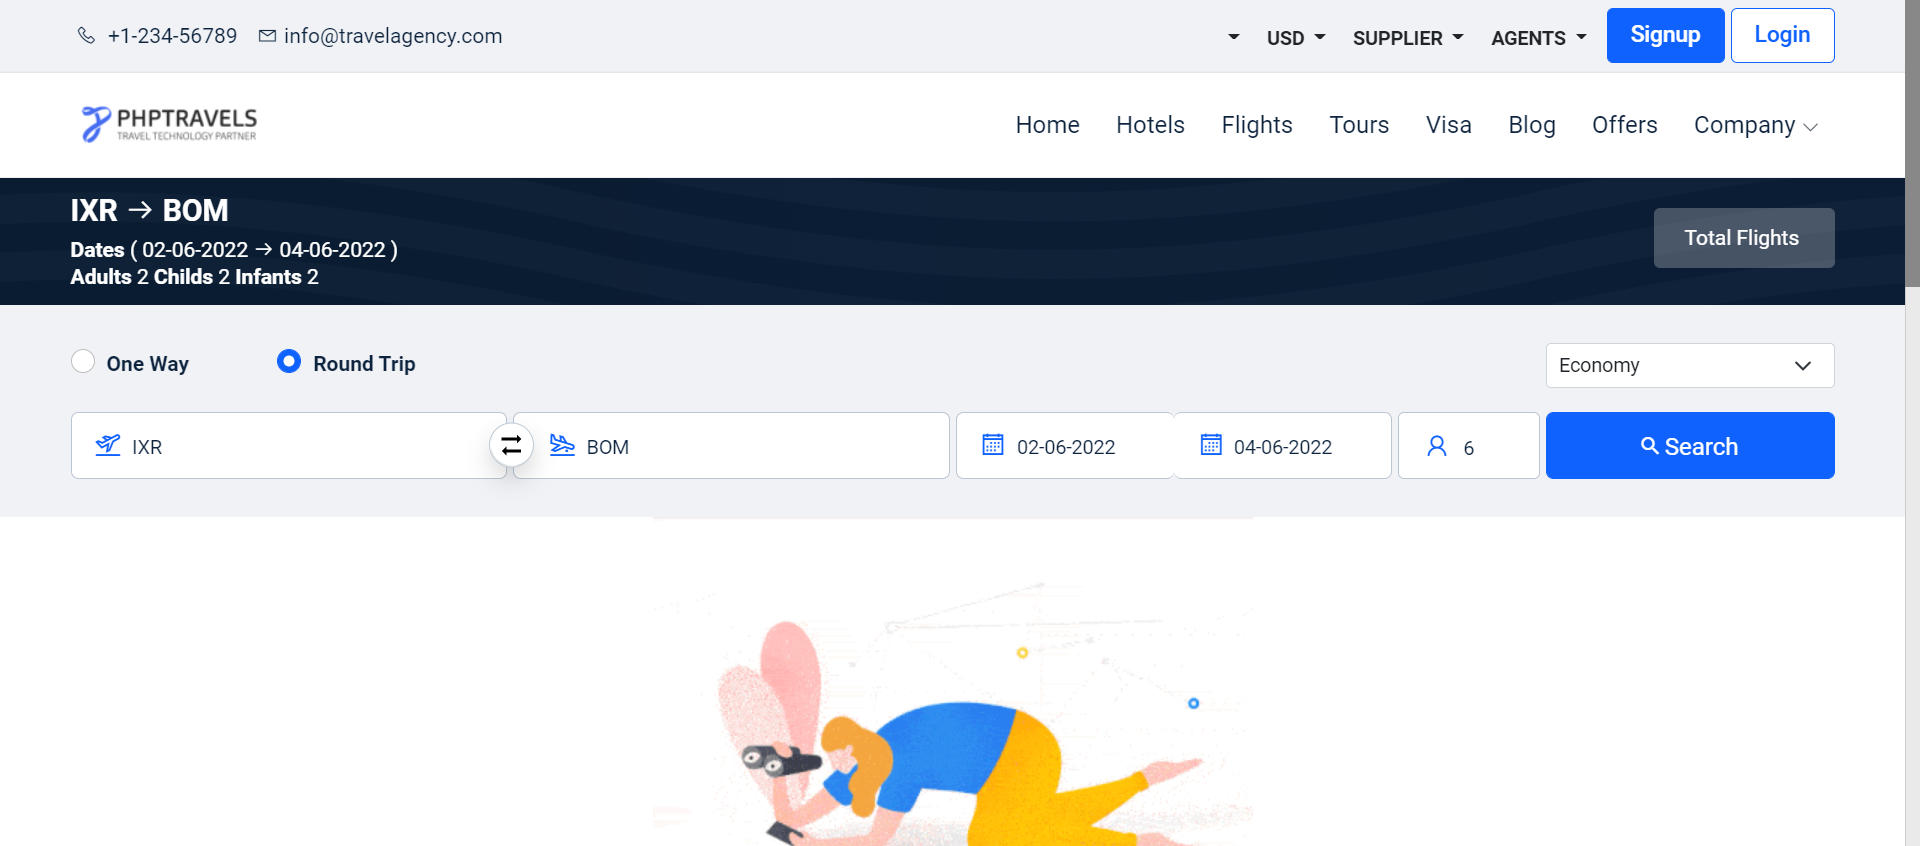 +1-234-56789 info@travelagency.com USD SUPPLIER AGENTS Signup Login
PHPTRAVELS
TRAVEL TECHNOLOGY PARTNER
Home Hotels Flights Tours Visa Blog Offers Company
IXR → BOM
Dates ( 02-06-2022 → 04-06-2022 )
Adults 2 Childs 2 Infants 2
Total Flights
One Way Round Trip Economy
IXR BOM 02-06-2022 04-06-2022 6 Search